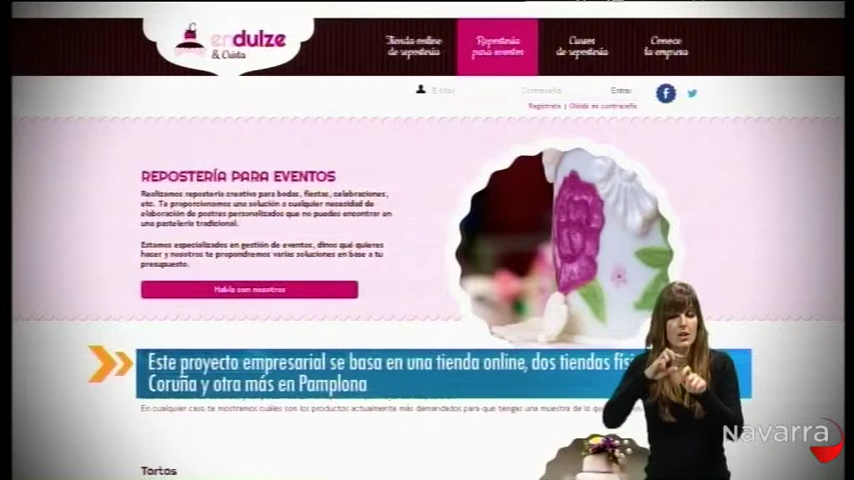 endulze
& Crista
Tienda online
de repostería
Repostería
para eventos
Cursos
de repostería
Conoce
la empresa
E-Mail
Contraseña
Entrar
Regístrate | Olvidé mi contraseña
REPOSTERÍA PARA EVENTOS
Realizamos repostería creativa para bodas, fiestas, celebraciones,
etc. Te proporcionamos una solución a cualquier necesidad de
elaboración de postres personalizados que no puedes encontrar en
una pastelería tradicional.
Estamos especializados en gestión de eventos, dinos qué quieres
hacer y nosotros te propondremos varias soluciones en base a tu
presupuesto.
Habla con nosotros
Este proyecto empresarial se basa en una tienda online, dos tiendas
Coruña y otra más en Pamplona
En cualquier caso te mostramos cuáles son los productos actualmente más demandados para qué tengas una muestra de lo
Navarra
Tartas